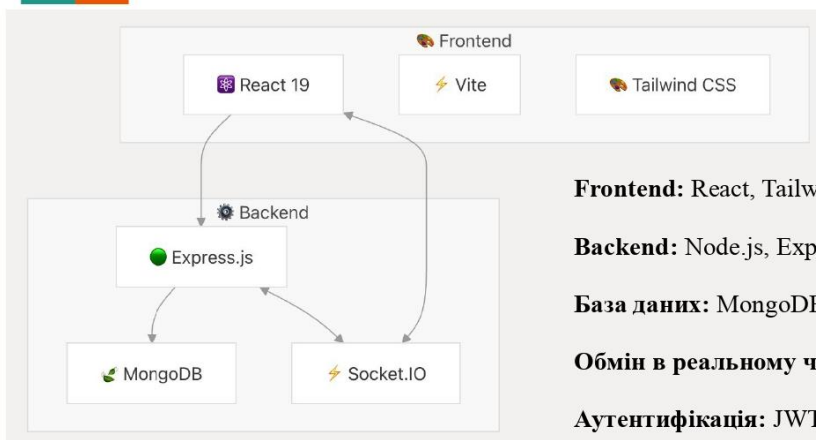 Frontend
React 19
Vite
Tailwind CSS
Backend
Express.js
MongoDB
Socket.IO
Frontend: React,
Backend: Node.js,
База даних:
Обмін в реальному
Аутентифікація: